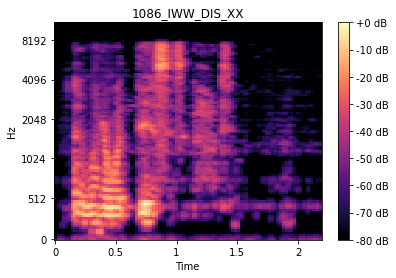 1086_IWW_DIS_XX
8192
4096
2048
1024
512
0
Hz
0
0.5
1
1.5
2
Time
+0 dB
-10 dB
-20 dB
-30 dB
-40 dB
-50 dB
-60 dB
-70 dB
-80 dB